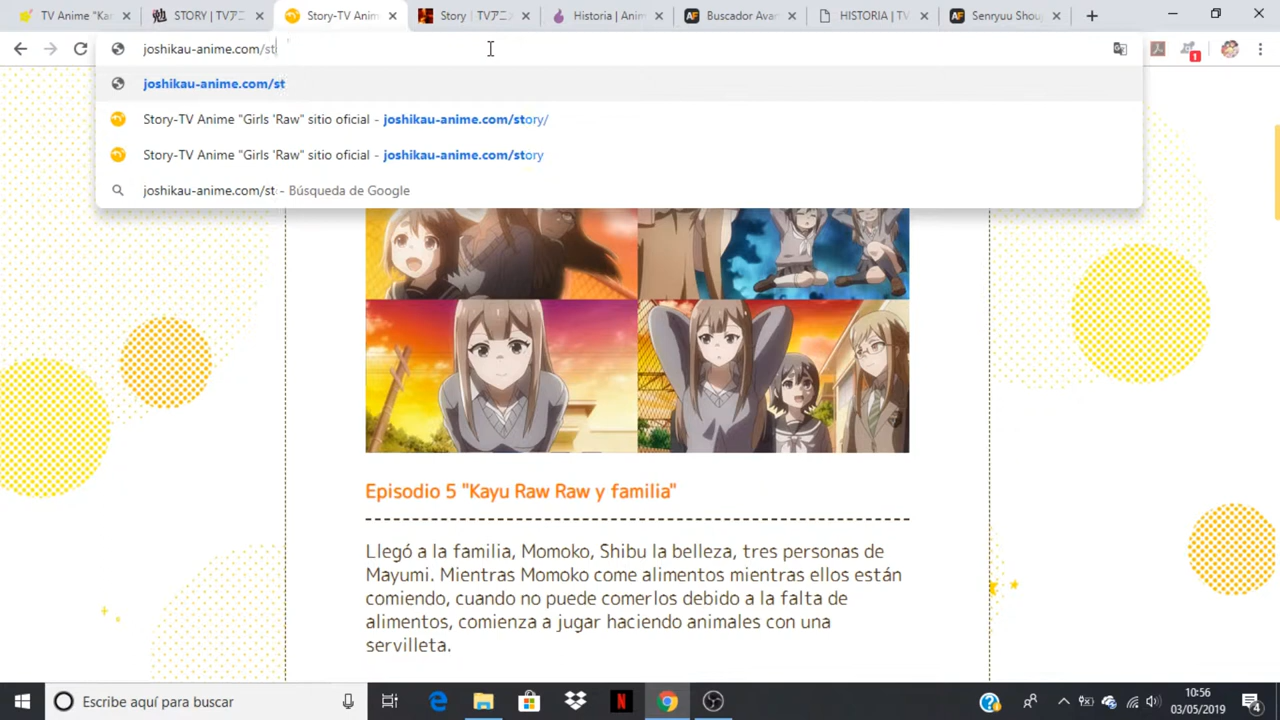 TV Anime "Kar
STORY | TVアニ
Story-TV Anim
Story | TVアニメ
Historia | Anim
Buscador Avan
HISTORIA | TV
Senryuu Shouj
joshikau-anime.com/st
joshikau-anime.com/st
Story-TV Anime "Girls 'Raw" sitio oficial - joshikau-anime.com/story/
Story-TV Anime "Girls 'Raw" sitio oficial - joshikau-anime.com/story
joshikau-anime.com/st - Búsqueda de Google
Episodio 5 "Kayu Raw Raw y familia"
Llegó a la familia, Momoko, Shibu la belleza, tres personas de
Mayumi. Mientras Momoko come alimentos mientras ellos están
comiendo, cuando no puede comerlos debido a la falta de
alimentos, comienza a jugar haciendo animales con una
servilleta.
Escribe aquí para buscar
10:56
03/05/2019